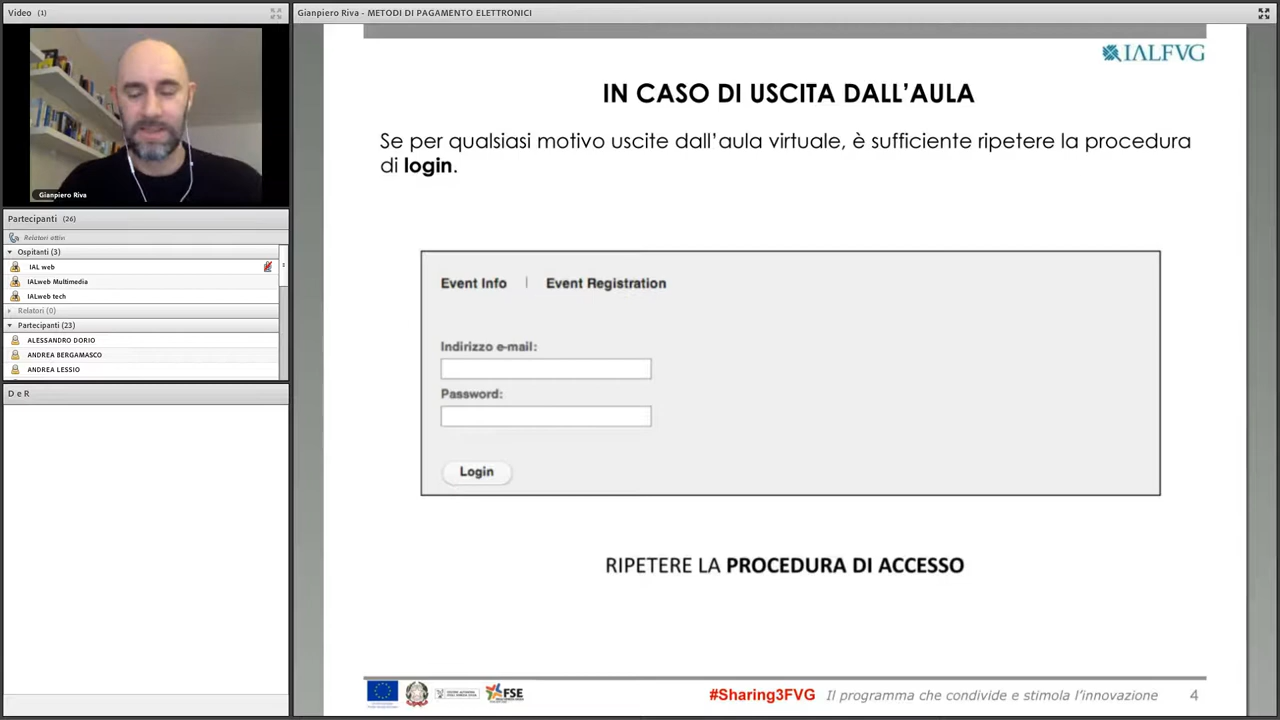 Video (1)
Gianpiero Riva
Partecipanti (26)
Relatori attivi
Ospitanti (3)
IAL web
IALweb Multimedia
IALweb tech
Relatori (0)
Partecipanti (23)
ALESSANDRO DORIO
ANDREA BERGAMASCO
ANDREA LESSIO
D e R
Gianpiero Riva - METODI DI PAGAMENTO ELETTRONICI
IALFVG
IN CASO DI USCITA DALL'AULA
Se per qualsiasi motivo uscite dall'aula virtuale, è sufficiente ripetere la procedura
di login.
Event Info | Event Registration
Indirizzo e-mail:
Password:
Login
RIPETERE LA PROCEDURA DI ACCESSO
FSE
#Sharing3FVG Il programma che condivide e stimola l'innovazione 4